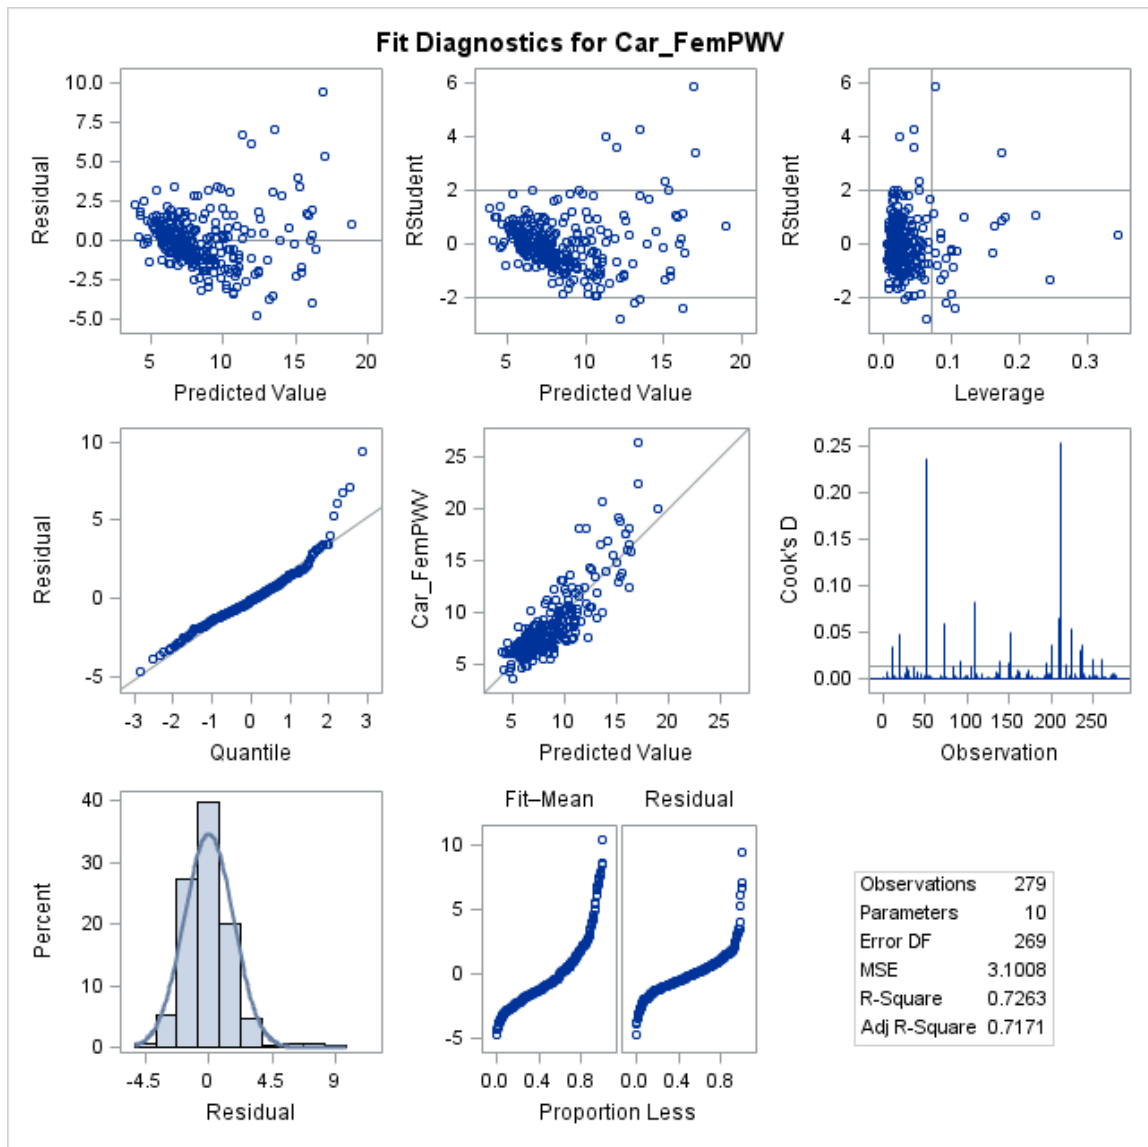 Fit Diagnostics for Car_FemPWV
10.0
7.5
5.0
2.5
0.0
-2.5
-5.0
Residual
5 10 15 20
Predicted Value
6
4
2
0
-2
RStudent
5 10 15 20
Predicted Value
6
4
2
0
-2
RStudent
0.0 0.1 0.2 0.3
Leverage
10
5
0
-5
Residual
-3 -2 -1 0 1 2 3
Quantile
25
20
15
10
5
Car_FemPWV
5 10 15 20 25
Predicted Value
0.25
0.20
0.15
0.10
0.05
0.00
Cook's D
0 50 100 150 200 250
Observation
40
30
20
10
0
Percent
-4.5 0 4.5 9
Residual
Fit–Mean Residual
10
5
0
-5
0.0 0.4 0.8 0.0 0.4 0.8
Proportion Less
Observations 279
Parameters 10
Error DF 269
MSE 3.1008
R-Square 0.7263
Adj R-Square 0.7171